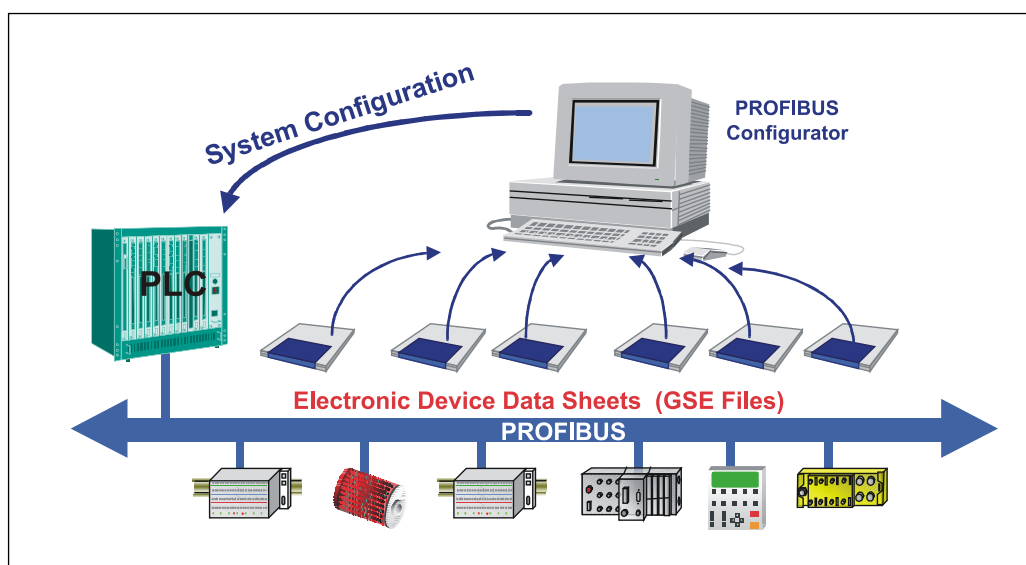 System Configuration
PROFIBUS
Configurator
PLC
Electronic Device Data Sheets (GSE Files)
PROFIBUS